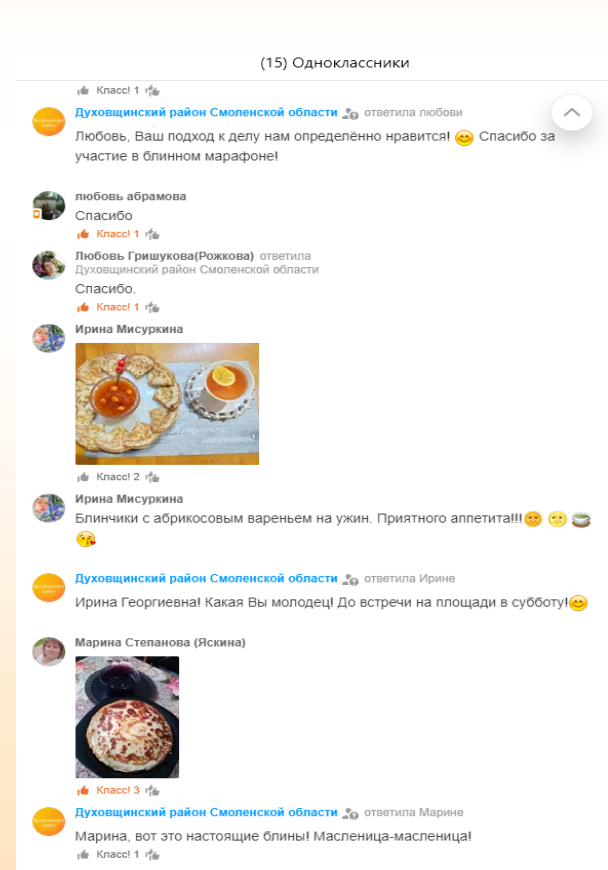 (15) Одноклассники
Класс! 1
Духовщинский район Смоленской области ответила любови
Любовь, Ваш подход к делу нам определённо нравится! 😊 Спасибо за
участие в блинном марафоне!
любовь абрамова
Спасибо
Класс! 1
Любовь Гришукова(Рожкова) ответила
Духовщинский район Смоленской области
Спасибо.
Класс! 1
Ирина Мисуркина
Приятного
аппетита!
Класс! 2
Ирина Мисуркина
Блинчики с абрикосовым вареньем на ужин. Приятного аппетита!!!🌞 🌝 🍵
😘
Духовщинский район Смоленской области ответила Ирине
Ирина Георгиевна! Какая Вы молодец! До встречи на площади в субботу!😊
Марина Степанова (Яскина)
Класс! 3
Духовщинский район Смоленской области ответила Марине
Марина, вот это настоящие блины! Масленица-масленица!
Класс! 1